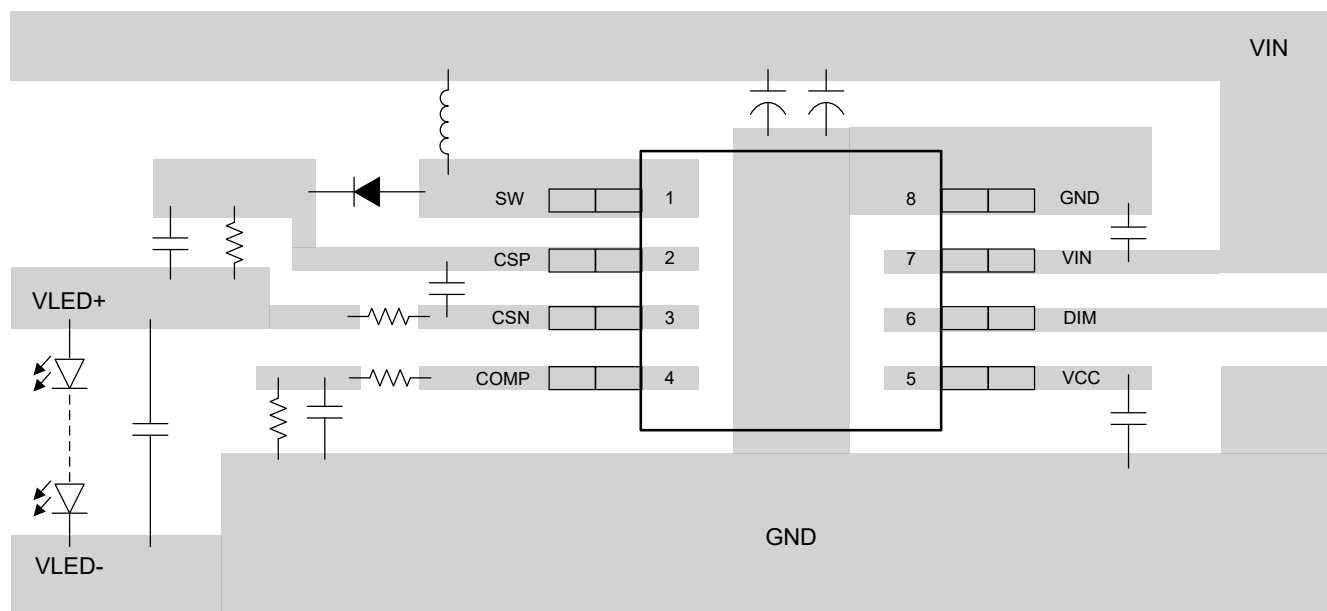 VIN
SW 1 8 GND
CSP 2 7 VIN
VLED+
CSN 3 6 DIM
COMP 4 5 VCC
GND
VLED-